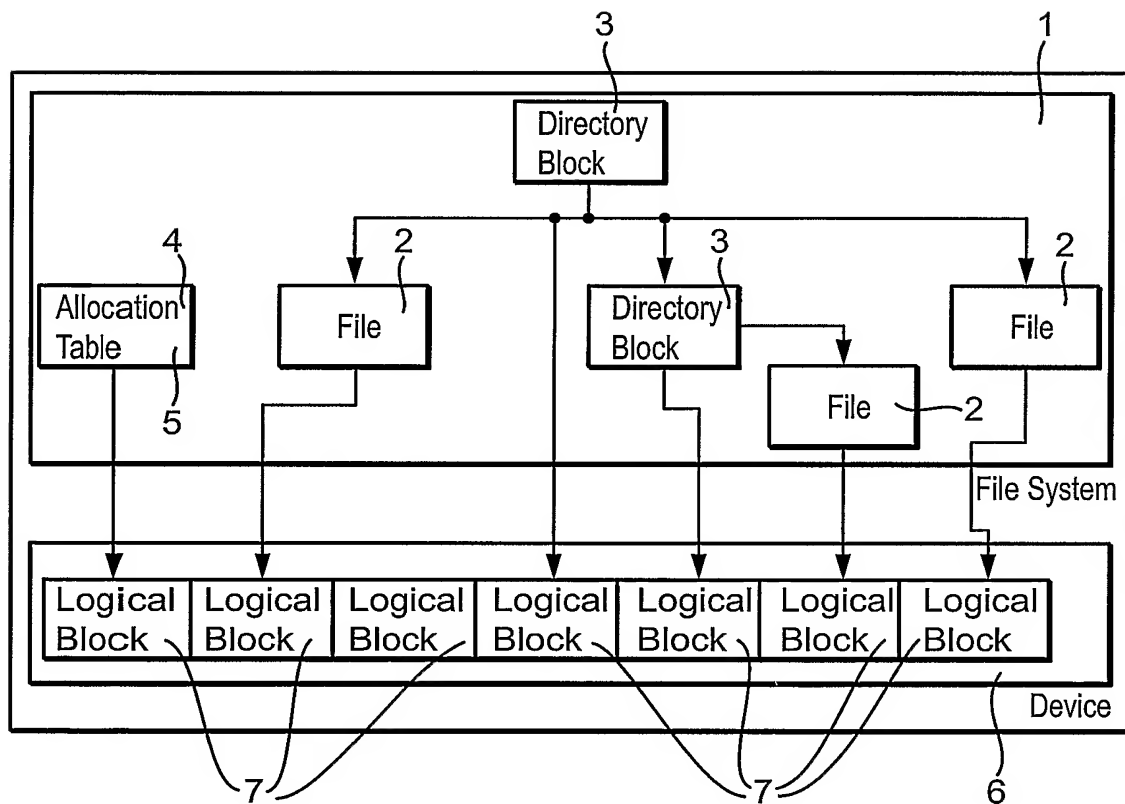 3
1
Directory
Block
4
2
3
2
Allocation
Table
5
File
Directory
Block
File
File
2
File System
Logical
Block
Logical
Block
Logical
Block
Logical
Block
Logical
Block
Logical
Block
Logical
Block
Device
7
7
6